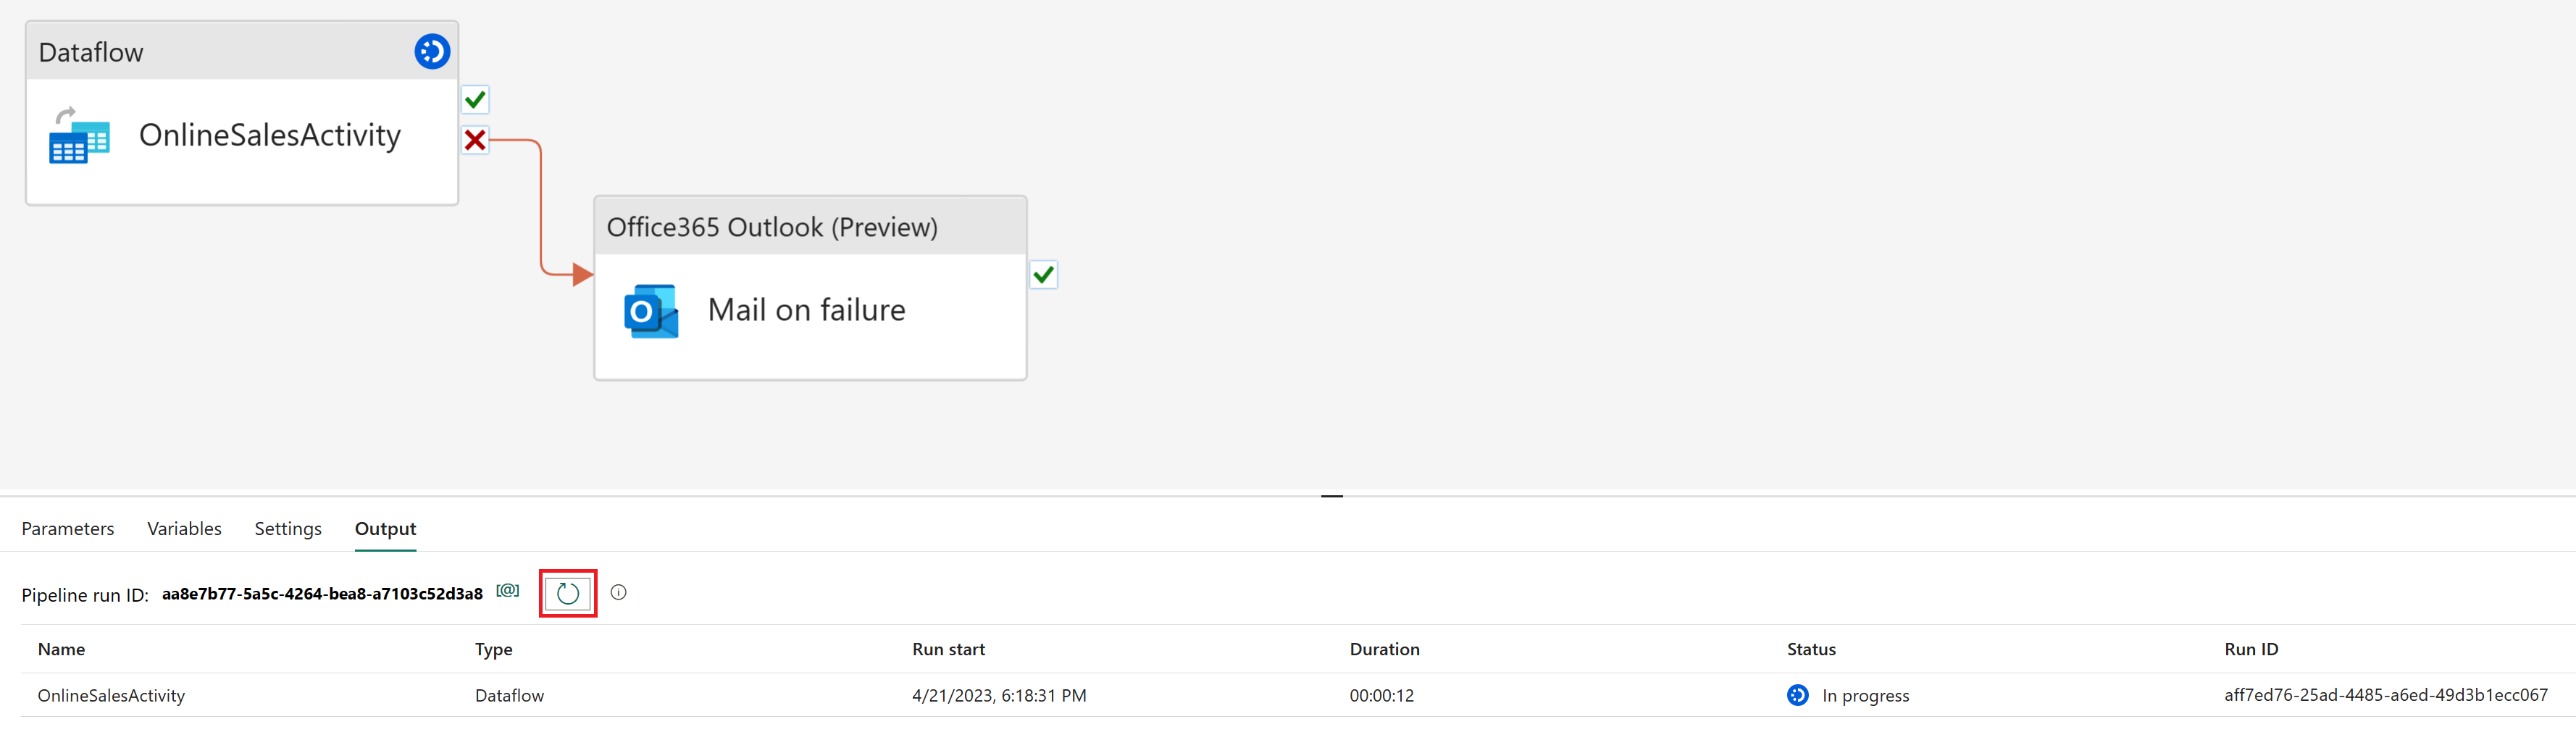 Dataflow
OnlineSalesActivity
Office365 Outlook (Preview)
Mail on failure
Parameters Variables Settings Output
Pipeline run ID: aa8e7b77-5a5c-4264-bea8-a7103c52d3a8 [@]
Name Type Run start Duration Status Run ID
OnlineSalesActivity Dataflow 4/21/2023, 6:18:31 PM 00:00:12 In progress aff7ed76-25ad-4485-a6ed-49d3b1ecc067